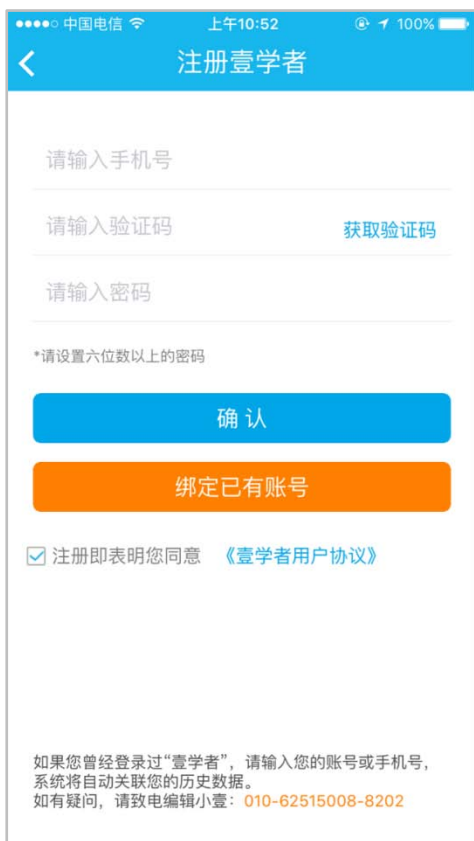 中国电信 上午10:52 100%
注册壹学者
请输入手机号
请输入验证码 获取验证码
请输入密码
*请设置六位数以上的密码
确 认
绑定已有账号
注册即表明您同意 《壹学者用户协议》
如果您曾经登录过“壹学者”，请输入您的账号或手机号，
系统将自动关联您的历史数据。
如有疑问，请致电编辑小壹：010-62515008-8202